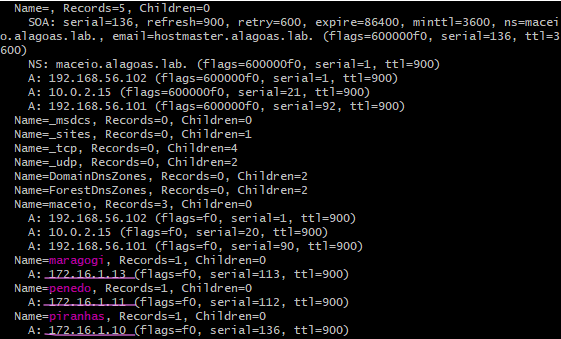 Name=, Records=5, Children=0
SOA: serial=136, refresh=900, retry=600, expire=86400, minttl=3600, ns=macei
o.alagoas.lab., email=hostmaster.alagoas.lab. (flags=600000f0, serial=136, ttl=3
600)
NS: maceio.alagoas.lab. (flags=600000f0, serial=1, ttl=900)
A: 192.168.56.102 (flags=600000f0, serial=1, ttl=900)
A: 10.0.2.15 (flags=600000f0, serial=21, ttl=900)
A: 192.168.56.101 (flags=600000f0, serial=92, ttl=900)
Name=_msdcs, Records=0, Children=0
Name=_sites, Records=0, Children=1
Name=_tcp, Records=0, Children=4
Name=_udp, Records=0, Children=2
Name=DomainDnsZones, Records=0, Children=2
Name=ForestDnsZones, Records=0, Children=2
Name=maceio, Records=3, Children=0
A: 192.168.56.102 (flags=f0, serial=1, ttl=900)
A: 10.0.2.15 (flags=f0, serial=20, ttl=900)
A: 192.168.56.101 (flags=f0, serial=90, ttl=900)
Name=maragogi, Records=1, Children=0
A: 172.16.1.13 (flags=f0, serial=113, ttl=900)
Name=penedo, Records=1, Children=0
A: 172.16.1.11 (flags=f0, serial=112, ttl=900)
Name=piranhas, Records=1, Children=0
A: 172.16.1.10 (flags=f0, serial=136, ttl=900)